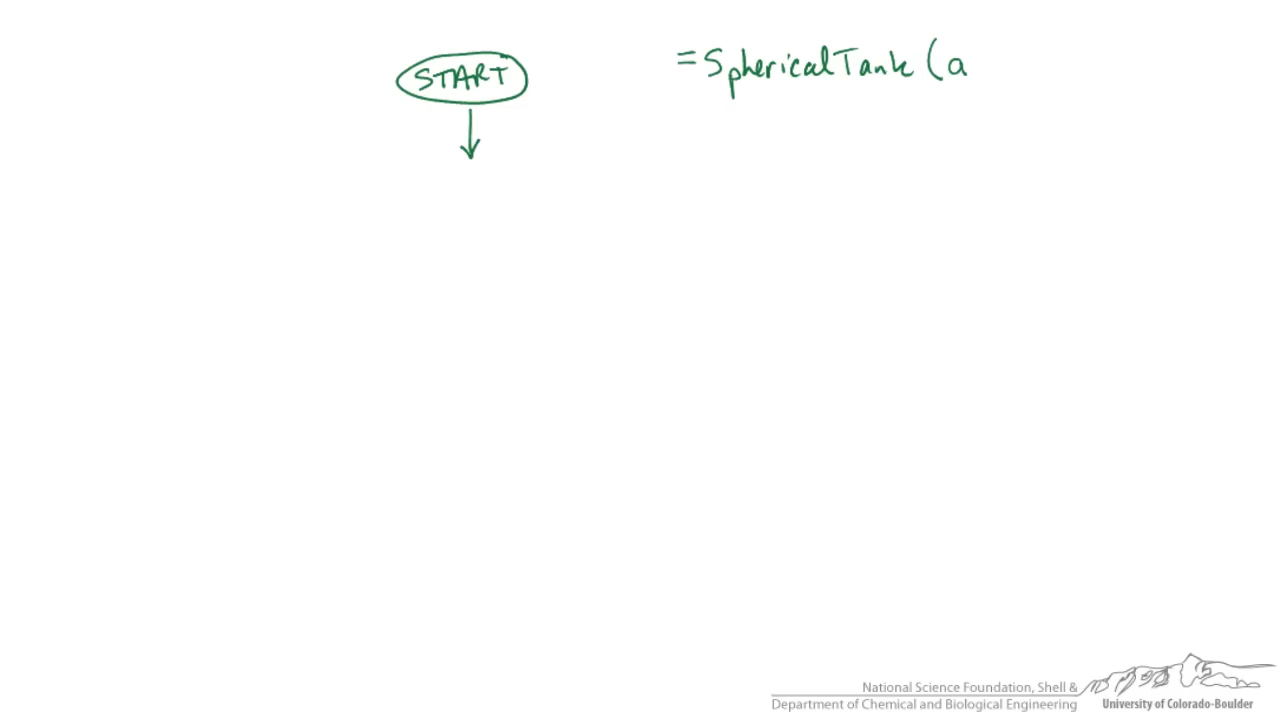 START
=SphericalTank (a
National Science Foundation, Shell &
Department of Chemical and Biological Engineering
University of Colorado-Boulder